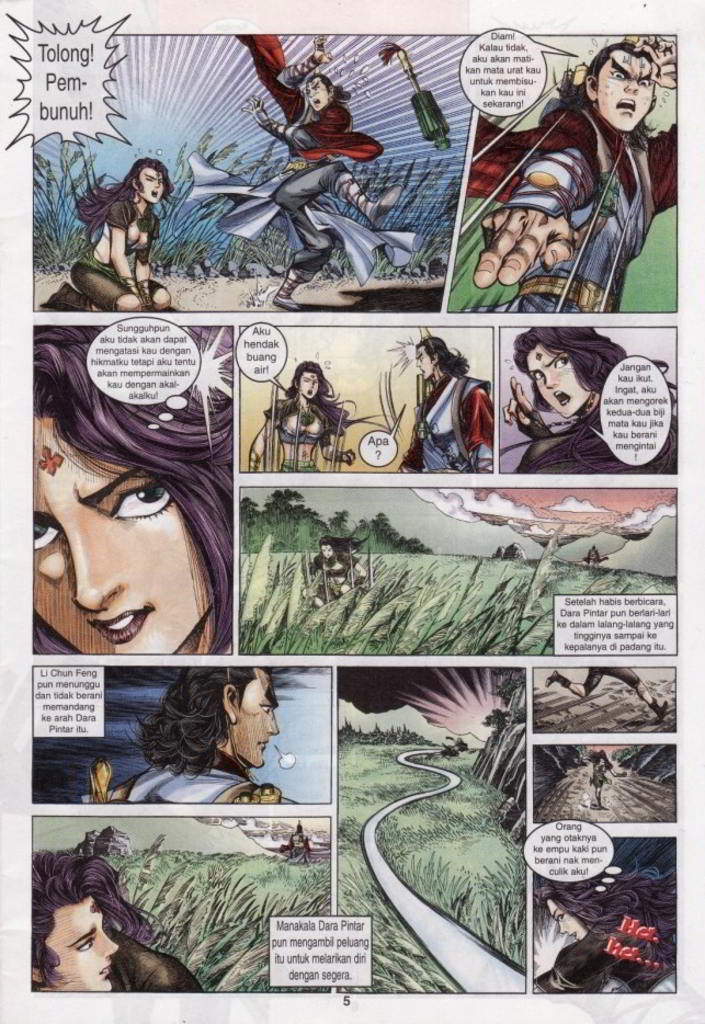 Tolong!
Pem-
bunuh!
Diam!
Kalau tidak,
aku akan mati-
kan mata urat kau
untuk membisu-
kan kau ini
sekarang!
Sungguhpun
aku tidak akan dapat
mengatasi kau dengan
hikmatku tetapi aku tentu
akan mempermainkan
kau dengan akal-
akalku!
Aku
hendak
buang
air!
Apa
?
Jangan
kau ikut.
Ingat, aku
akan mengorek
kedua-dua biji
mata kau jika
kau berani
mengintai
!
Setelah habis berbicara,
Dara Pintar pun berlari-lari
ke dalam lalang-lalang yang
tingginya sampai ke
kepalanya di padang itu.
Li Chun Feng
pun menunggu
dan tidak berani
memandang
ke arah Dara
Pintar itu.
Manakala Dara Pintar
pun mengambil peluang
itu untuk melarikan diri
dengan segera.
Orang
yang otaknya
ke empu kaki pun
berani nak men-
culik aku!
Heh
heh...
5